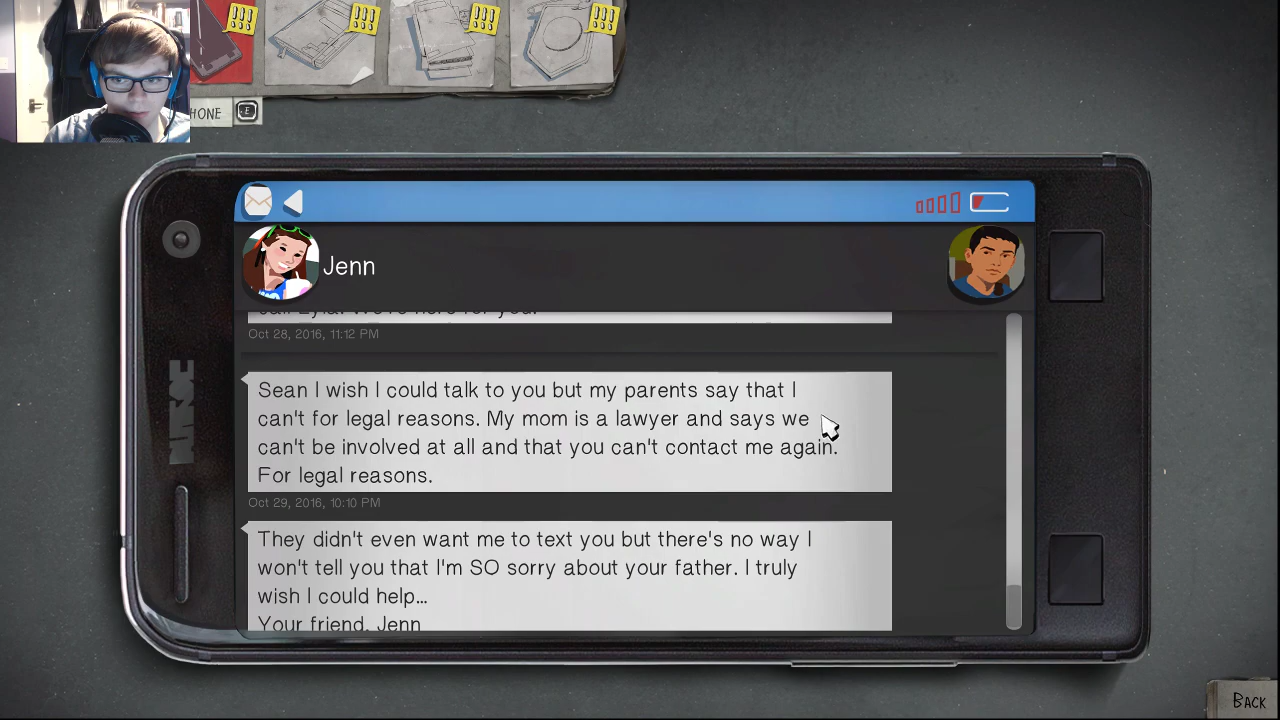 HONE
E
Jenn
Oct 28, 2016, 11:12 PM
Sean I wish I could talk to you but my parents say that I
can't for legal reasons. My mom is a lawyer and says we
can't be involved at all and that you can't contact me again.
For legal reasons.
Oct 29, 2016, 10:10 PM
They didn't even want me to text you but there's no way I
won't tell you that I'm SO sorry about your father. I truly
wish I could help...
Your friend, Jenn
BACK